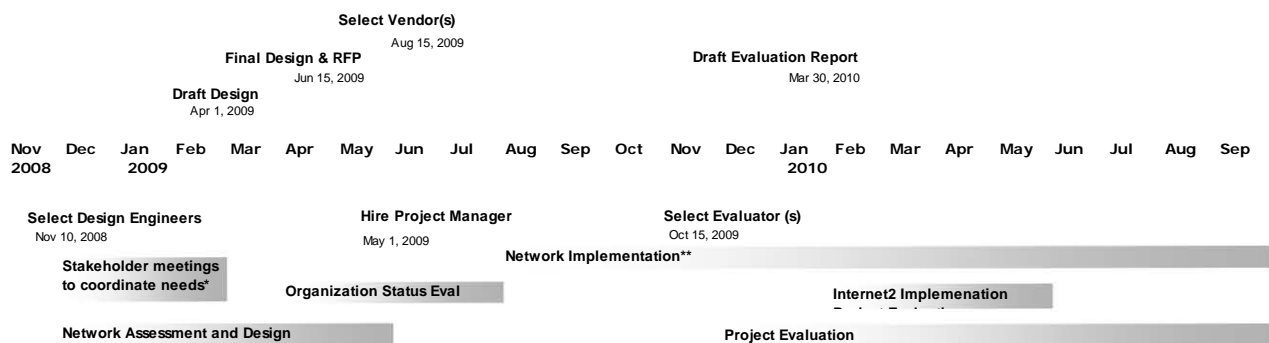 Select Vendor(s)
Aug 15, 2009
Final Design & RFP
Jun 15, 2009
Draft Evaluation Report
Mar 30, 2010
Draft Design
Apr 1, 2009
Nov Dec Jan Feb Mar Apr May Jun Jul Aug Sep Oct Nov Dec Jan Feb Mar Apr May Jun Jul Aug Sep
2008 2009 2010
Select Design Engineers
Nov 10, 2008
Hire Project Manager
May 1, 2009
Select Evaluator (s)
Oct 15, 2009
Network Implementation**
Stakeholder meetings
to coordinate needs*
Organization Status Eval
Internet2 Implemenation
Network Assessment and Design
Project Evaluation